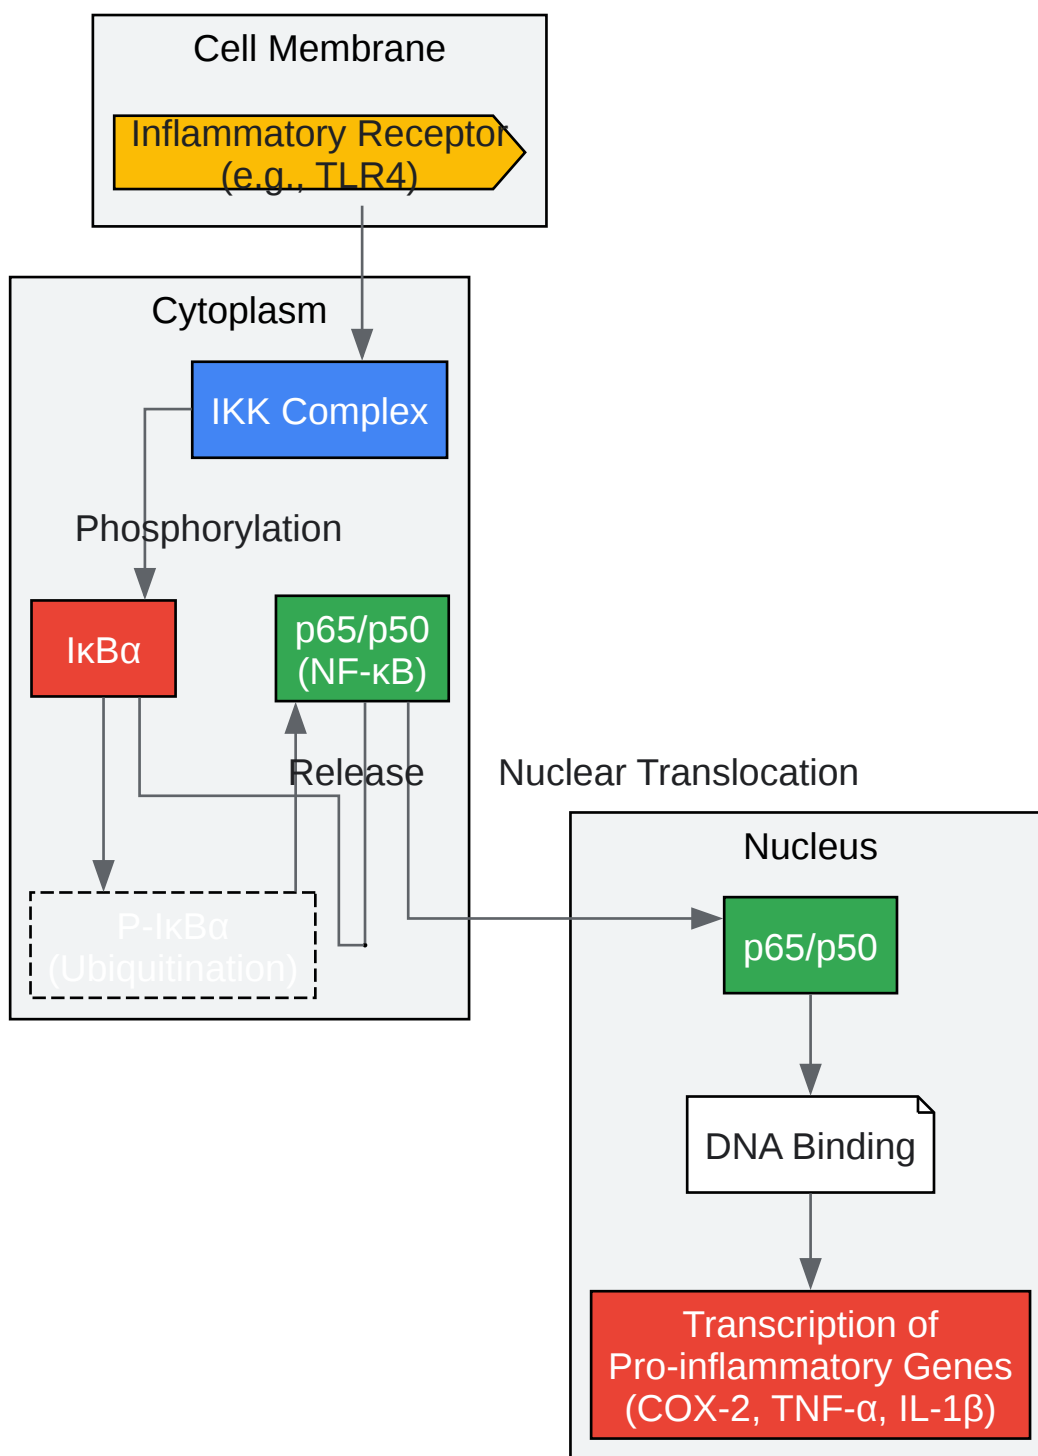 Cell Membrane
Inflammatory Receptor
(e.g., TLR4)
Cytoplasm
IKK Complex
Phosphorylation
IκBα
p65/p50
(NF-κB)
Release
Nuclear Translocation
P-IκBα
(Ubiquitination)
Nucleus
p65/p50
DNA Binding
Transcription of
Pro-inflammatory Genes
(COX-2, TNF-α, IL-1β)